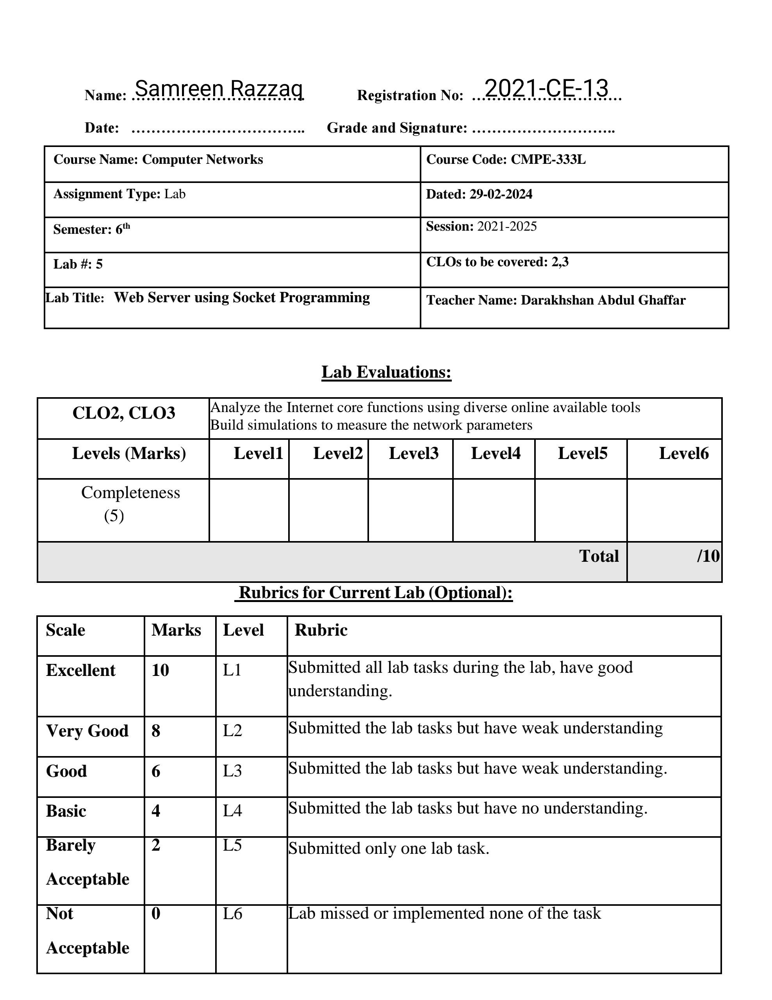 Name: Samreen Razzaq Registration No: 2021-CE-13
Date: ……………………………….. Grade and Signature: ………………………..
Course Name: Computer Networks Course Code: CMPE-333L
Assignment Type: Lab Dated: 29-02-2024
Semester: 6th Session: 2021-2025
Lab #: 5 CLOs to be covered: 2,3
Lab Title: Web Server using Socket Programming Teacher Name: Darakhshan Abdul Ghaffar
Lab Evaluations:
CLO2, CLO3 Analyze the Internet core functions using diverse online available tools
Build simulations to measure the network parameters
Levels (Marks) Level1 Level2 Level3 Level4 Level5 Level6
Completeness
(5)
Total /10
Rubrics for Current Lab (Optional):
Scale Marks Level Rubric
Excellent 10 L1 Submitted all lab tasks during the lab, have good
understanding.
Very Good 8 L2 Submitted the lab tasks but have weak understanding
Good 6 L3 Submitted the lab tasks but have weak understanding.
Basic 4 L4 Submitted the lab tasks but have no understanding.
Barely 2 L5 Submitted only one lab task.
Acceptable
Not 0 L6 Lab missed or implemented none of the task
Acceptable